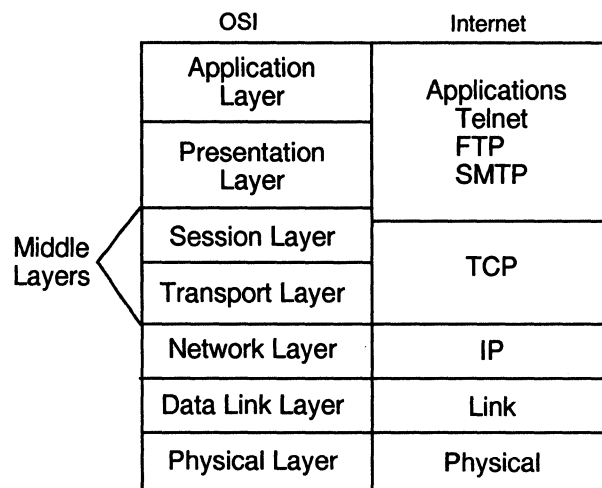 OSI
Internet
Application
Layer
Presentation
Layer
Session Layer
Transport Layer
Network Layer
Data Link Layer
Physical Layer
Middle
Layers
Applications
Telnet
FTP
SMTP
TCP
IP
Link
Physical